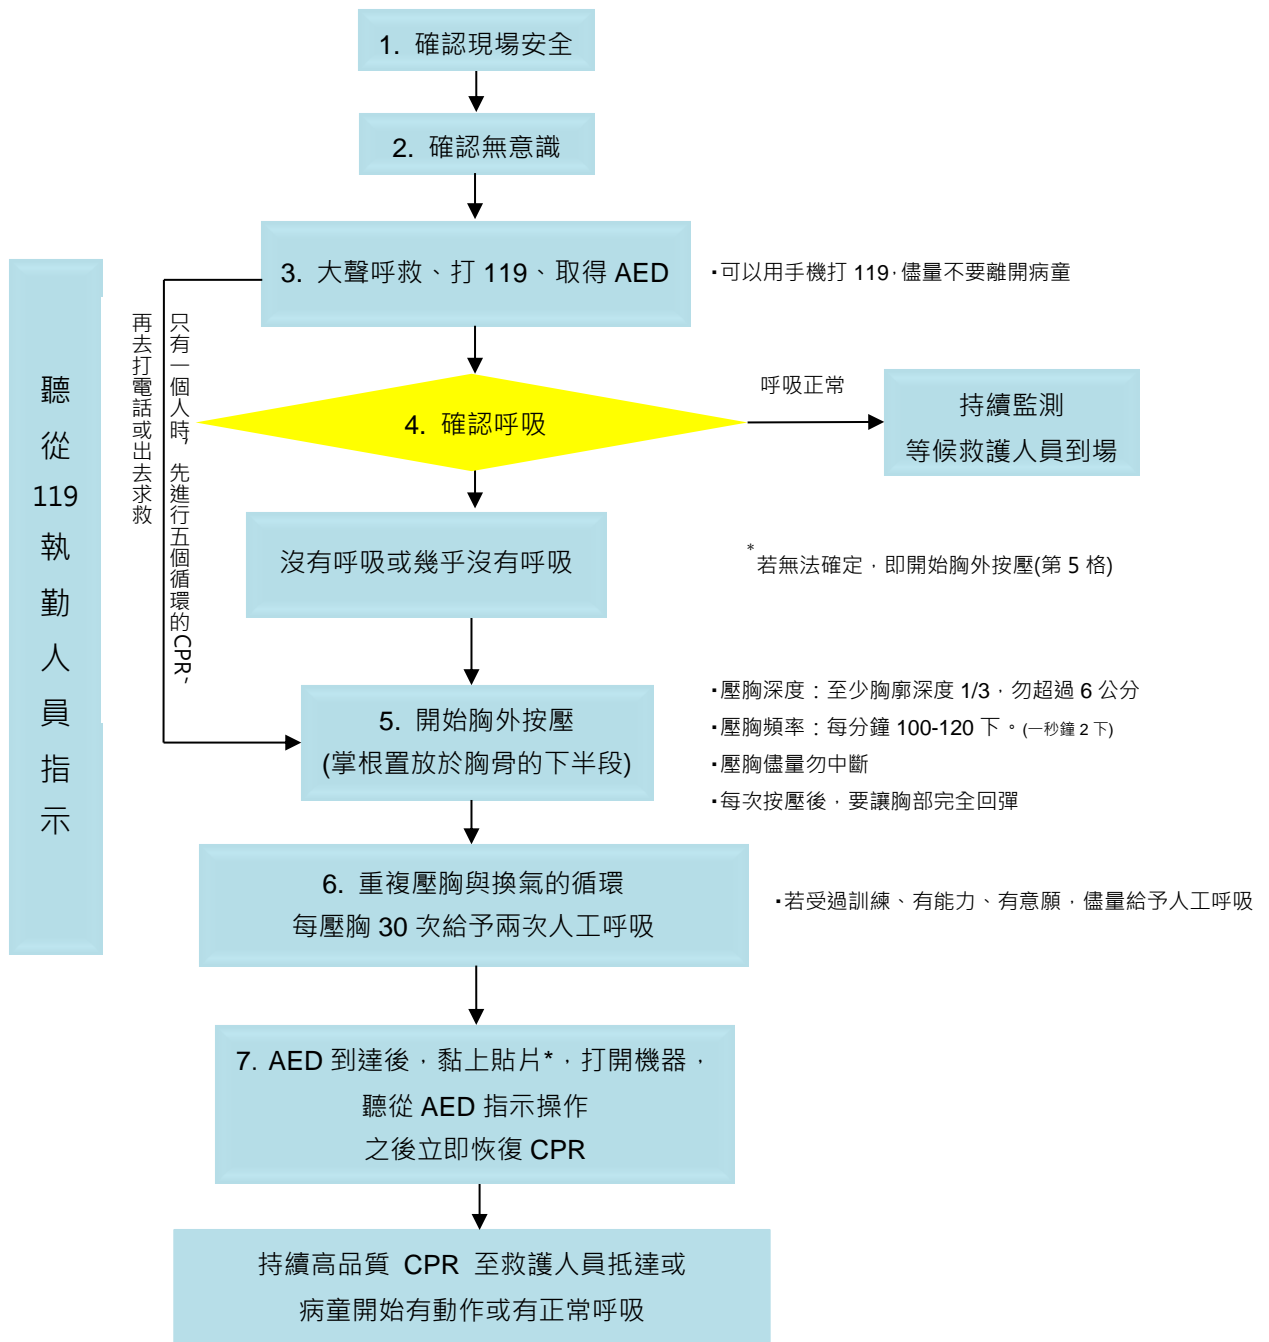 1. 確認現場安全
2. 確認無意識
3. 大聲呼救、打 119、取得 AED
▪可以用手機打 119，儘量不要離開病童
聽從119執勤人員指示
只有一個人時，先進行五個循環的CPR，
再去打電話或出去求救
4. 確認呼吸
呼吸正常
持續監測
等候救護人員到場
沒有呼吸或幾乎沒有呼吸
*若無法確定，即開始胸外按壓(第 5 格)
5. 開始胸外按壓
(掌根置放於胸骨的下半段)
▪壓胸深度：至少胸廓深度 1/3，勿超過 6 公分
▪壓胸頻率：每分鐘 100-120 下。(一秒鐘 2 下)
▪壓胸儘量勿中斷
▪每次按壓後，要讓胸部完全回彈
6. 重複壓胸與換氣的循環
每壓胸 30 次給予兩次人工呼吸
▪若受過訓練、有能力、有意願，儘量給予人工呼吸
7. AED 到達後，黏上貼片*，打開機器，
聽從 AED 指示操作
之後立即恢復 CPR
持續高品質 CPR 至救護人員抵達或
病童開始有動作或有正常呼吸